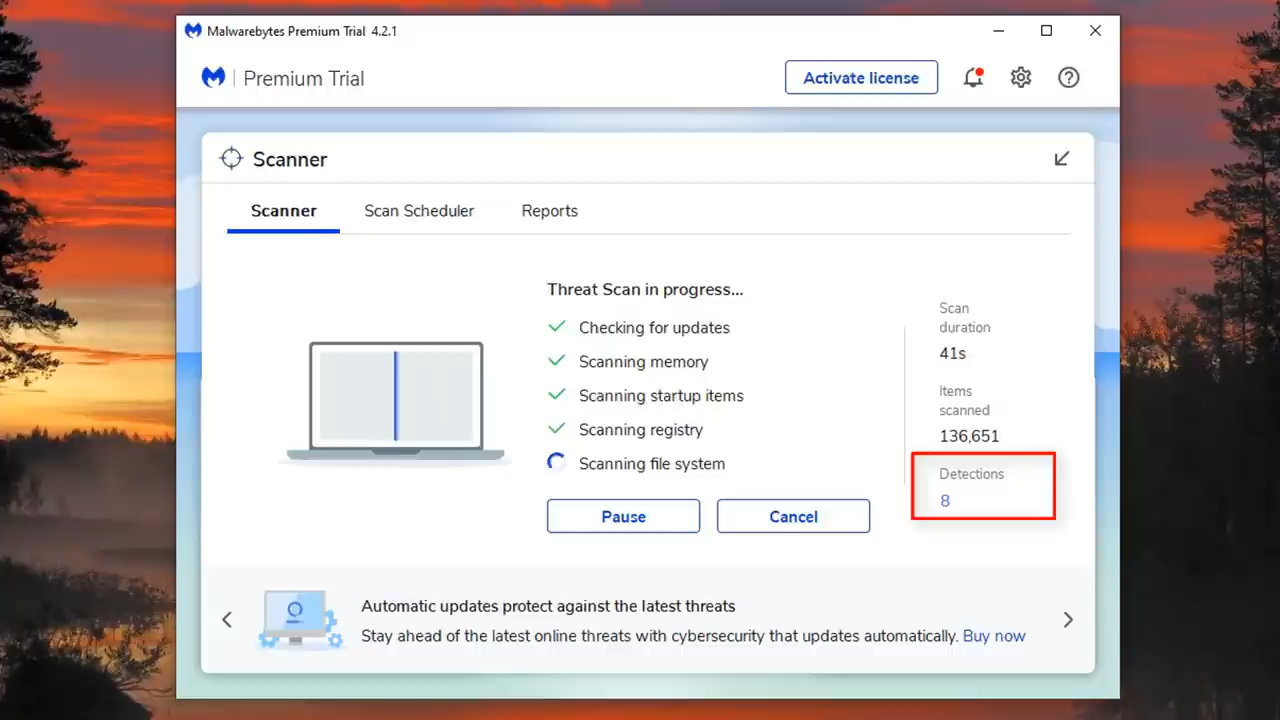 Malwarebytes Premium Trial 4.2.1
Premium Trial
Activate license
Scanner
Scanner
Scan Scheduler
Reports
Threat Scan in progress...
Checking for updates
Scanning memory
Scanning startup items
Scanning registry
Scanning file system
Pause
Cancel
Scan
duration
41s
Items
scanned
136,651
Detections
8
Automatic updates protect against the latest threats
Stay ahead of the latest online threats with cybersecurity that updates automatically. Buy now